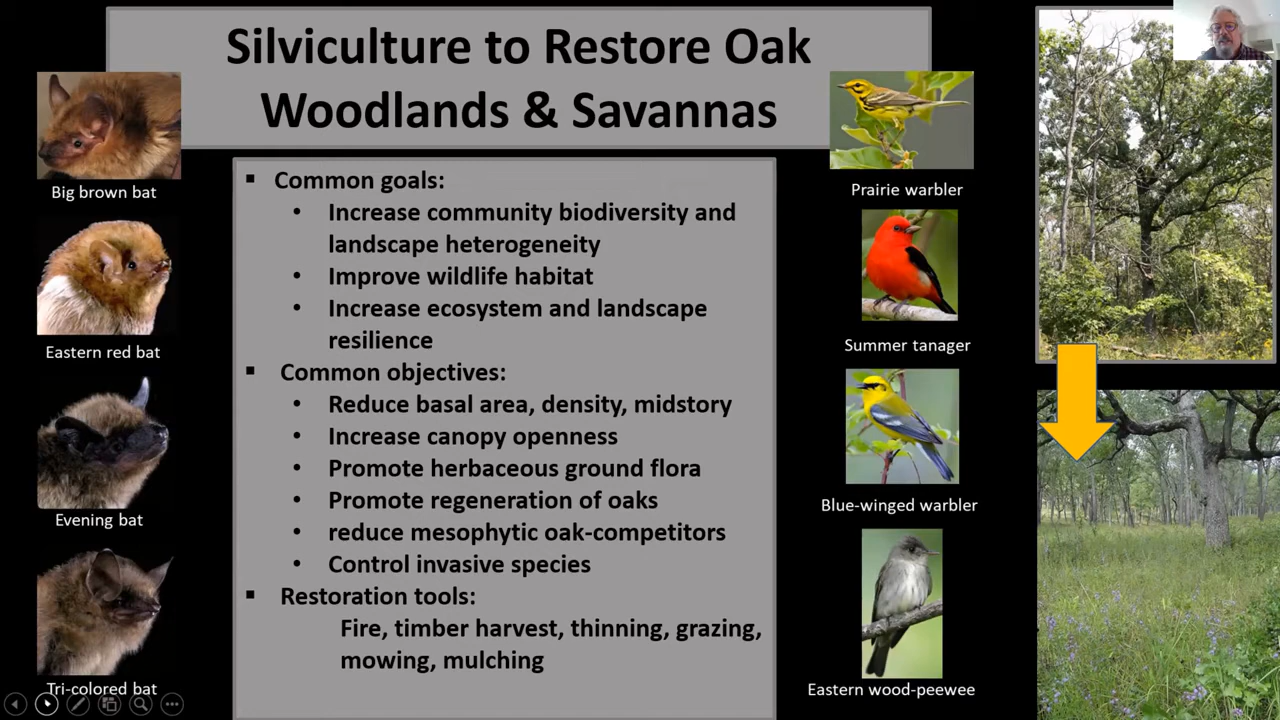 Silviculture to Restore Oak
Woodlands & Savannas
Big brown bat
Eastern red bat
Evening bat
Tri-colored bat
▪ Common goals:
• Increase community biodiversity and
landscape heterogeneity
• Improve wildlife habitat
• Increase ecosystem and landscape
resilience
▪ Common objectives:
• Reduce basal area, density, midstory
• Increase canopy openness
• Promote herbaceous ground flora
• Promote regeneration of oaks
• reduce mesophytic oak-competitors
• Control invasive species
▪ Restoration tools:
Fire, timber harvest, thinning, grazing,
mowing, mulching
Prairie warbler
Summer tanager
Blue-winged warbler
Eastern wood-peewee